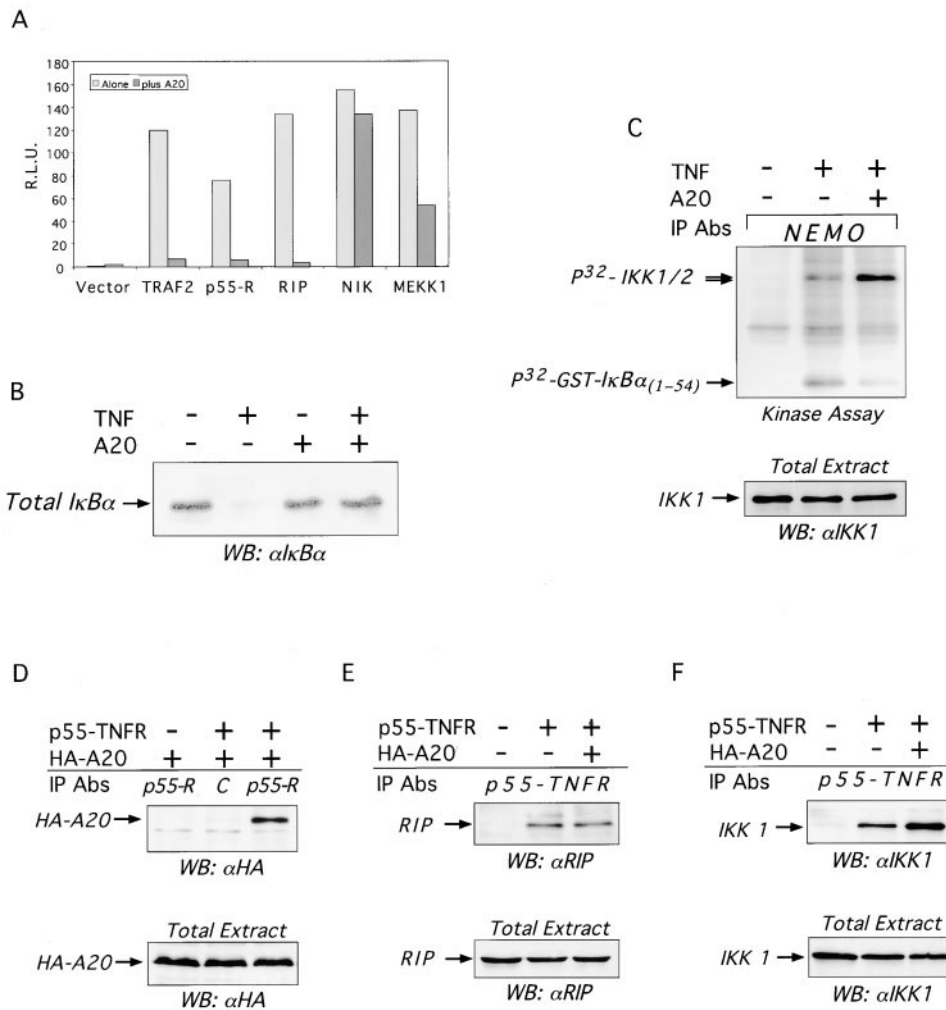 A
Alone plus A20
180
160
140
120
100
80
60
40
20
0
R.L.U.
Vector TRAF2 p55-R RIP NIK MEKK1
B
TNF - + - +
A20 - - + +
Total IκBα
WB: αIκBα
C
TNF - + +
A20 - - +
IP Abs NEMO
P32- IKK1/2
P32-GST-IκBα(1-54)
Kinase Assay
Total Extract
IKK1
WB: αIKK1
D
p55-TNFR - + +
HA-A20 + + +
IP Abs p55-R C p55-R
HA-A20
WB: αHA
Total Extract
HA-A20
WB: αHA
E
p55-TNFR - + +
HA-A20 - - +
IP Abs p55-TNFR
RIP
WB: αRIP
Total Extract
RIP
WB: αRIP
F
p55-TNFR - + +
HA-A20 - - +
IP Abs p55-TNFR
IKK 1
WB: αIKK1
Total Extract
IKK 1
WB: αIKK1